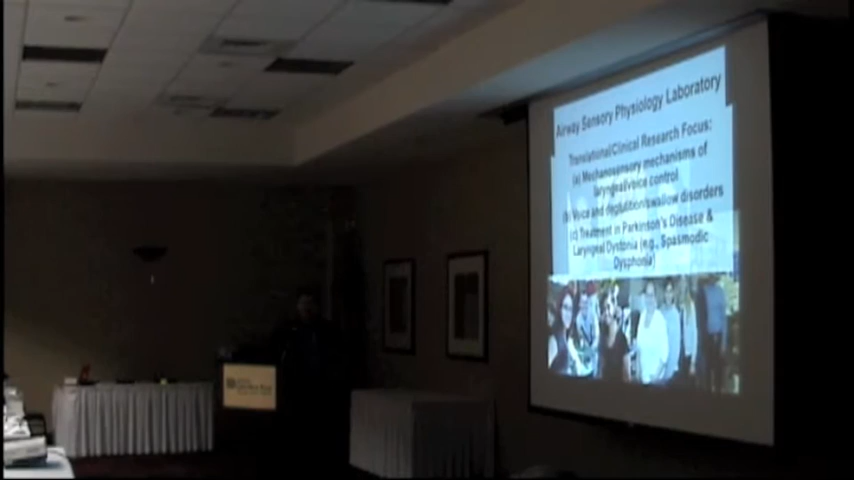 Airway Sensory Physiology Laboratory
Translational/Clinical Research Focus:
(a) Mechanosensory mechanisms of
laryngeal/voice control
(b) Voice and deglutition/swallow disorders
(c) Treatment in Parkinson's Disease &
Laryngeal Dystonia (e.g., Spasmodic
Dysphonia)